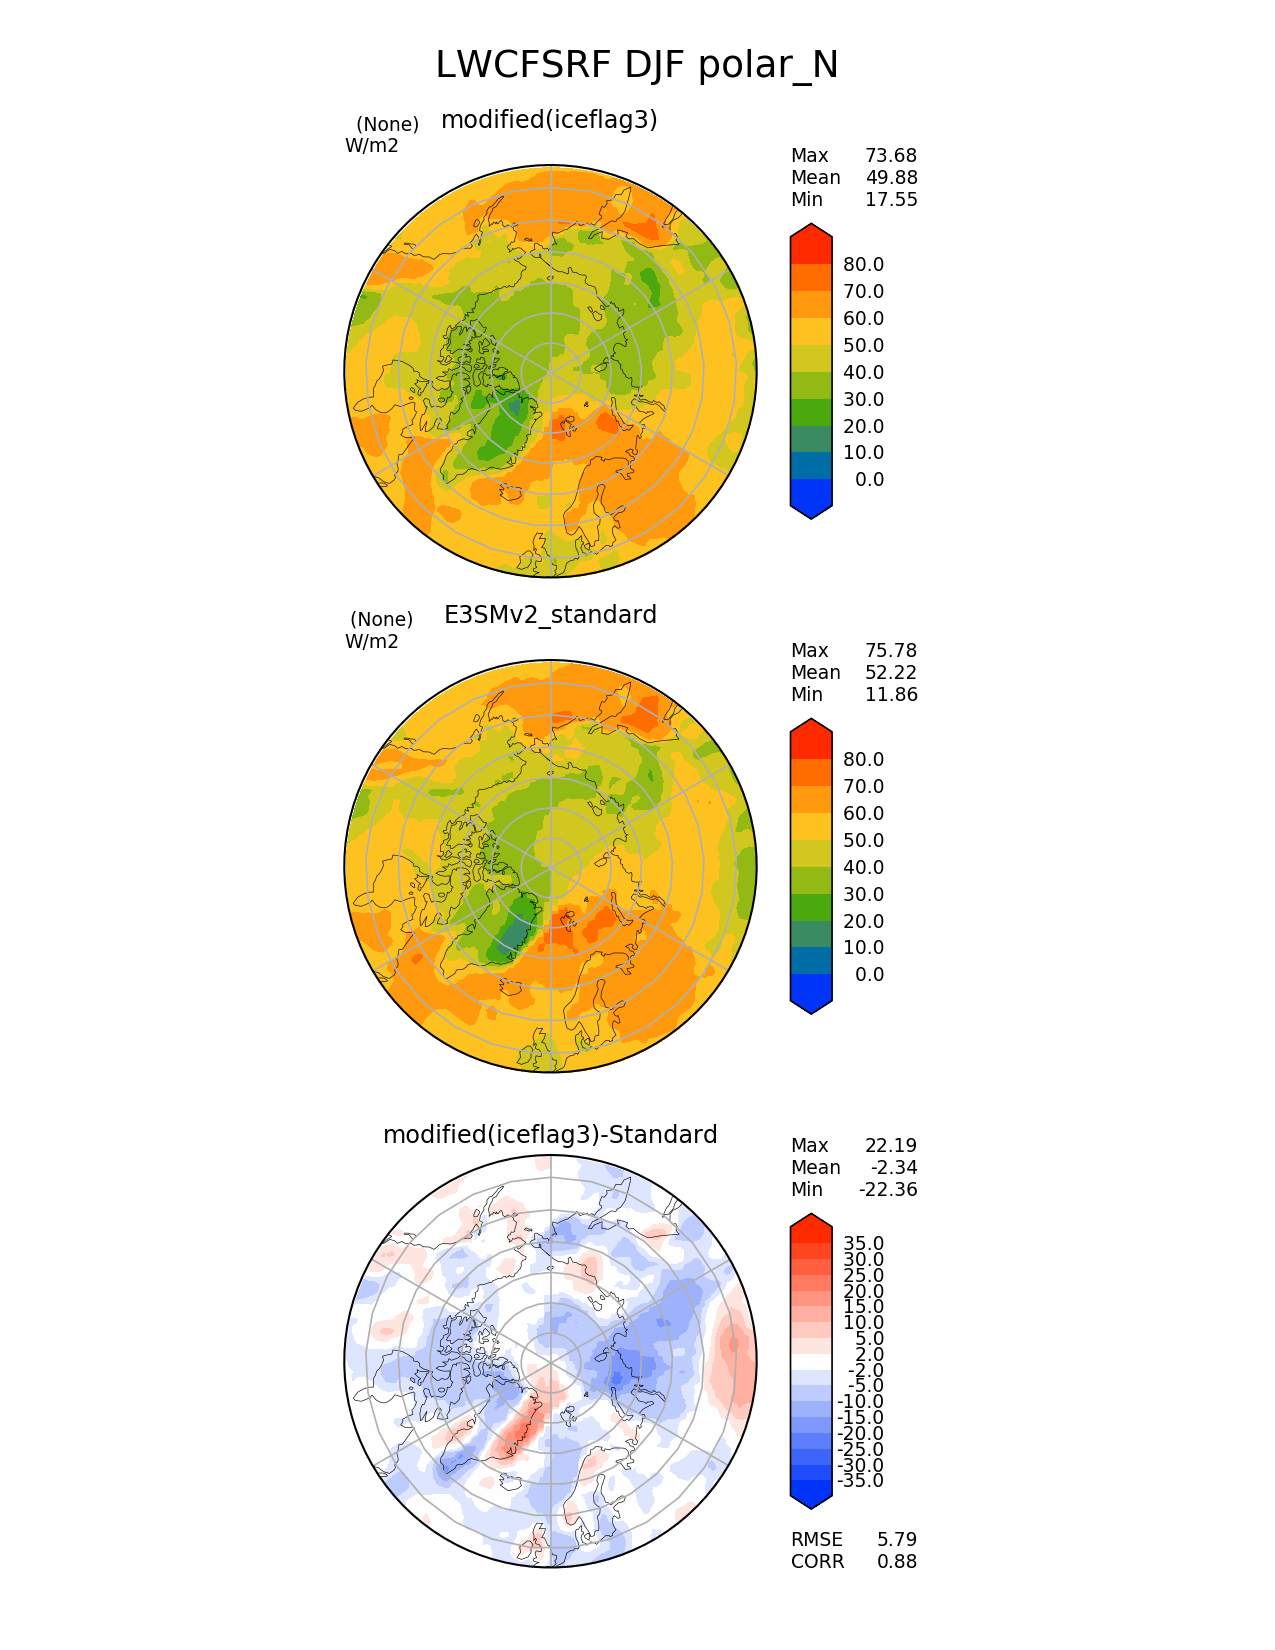 LWCFSRF DJF polar_N
(None) modified(iceflag3)
W/m2
Max 73.68
Mean 49.88
Min 17.55
80.0
70.0
60.0
50.0
40.0
30.0
20.0
10.0
0.0
(None) E3SMv2_standard
W/m2
Max 75.78
Mean 52.22
Min 11.86
80.0
70.0
60.0
50.0
40.0
30.0
20.0
10.0
0.0
modified(iceflag3)-Standard
Max 22.19
Mean -2.34
Min -22.36
35.0
30.0
25.0
20.0
15.0
10.0
5.0
2.0
-2.0
-5.0
-10.0
-15.0
-20.0
-25.0
-30.0
-35.0
RMSE 5.79
CORR 0.88